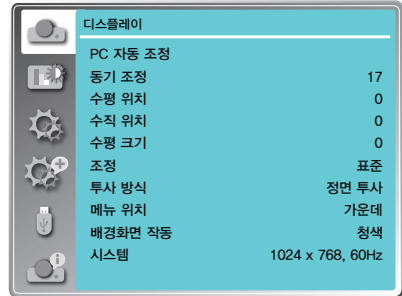 디스플레이
PC 자동 조정
동기 조정 17
수평 위치 0
수직 위치 0
수평 크기 0
조정 표준
투사 방식 정면 투사
메뉴 위치 가운데
배경화면 작동 청색
시스템 1024 x 768, 60Hz